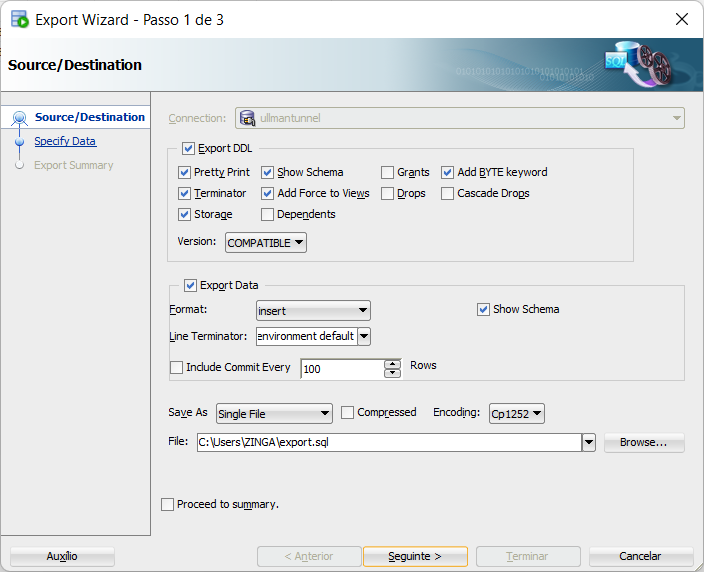 Export Wizard - Passo 1 de 3
Source/Destination
SQL
010101010101010101010101010101
010101010101
Source/Destination
Specify Data
Export Summary
Connection: ullmantunnel
Export DDL
Pretty Print Show Schema Grants Add BYTE keyword
Terminator Add Force to Views Drops Cascade Drops
Storage Dependents
Version: COMPATIBLE
Export Data
Format: insert Show Schema
Line Terminator: environment default
Include Commit Every 100 Rows
Save As Single File Compressed Encoding: Cp1252
File: C:\Users\ZINGA\export.sql Browse...
Proceed to summary.
Auxílio < Anterior Seguinte > Terminar Cancelar